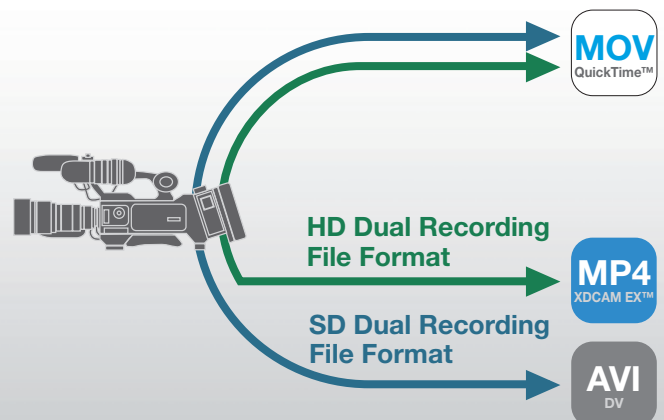 MOV
QuickTime™
HD Dual Recording
File Format
MP4
XDCAM EX™
SD Dual Recording
File Format
AVI
DV